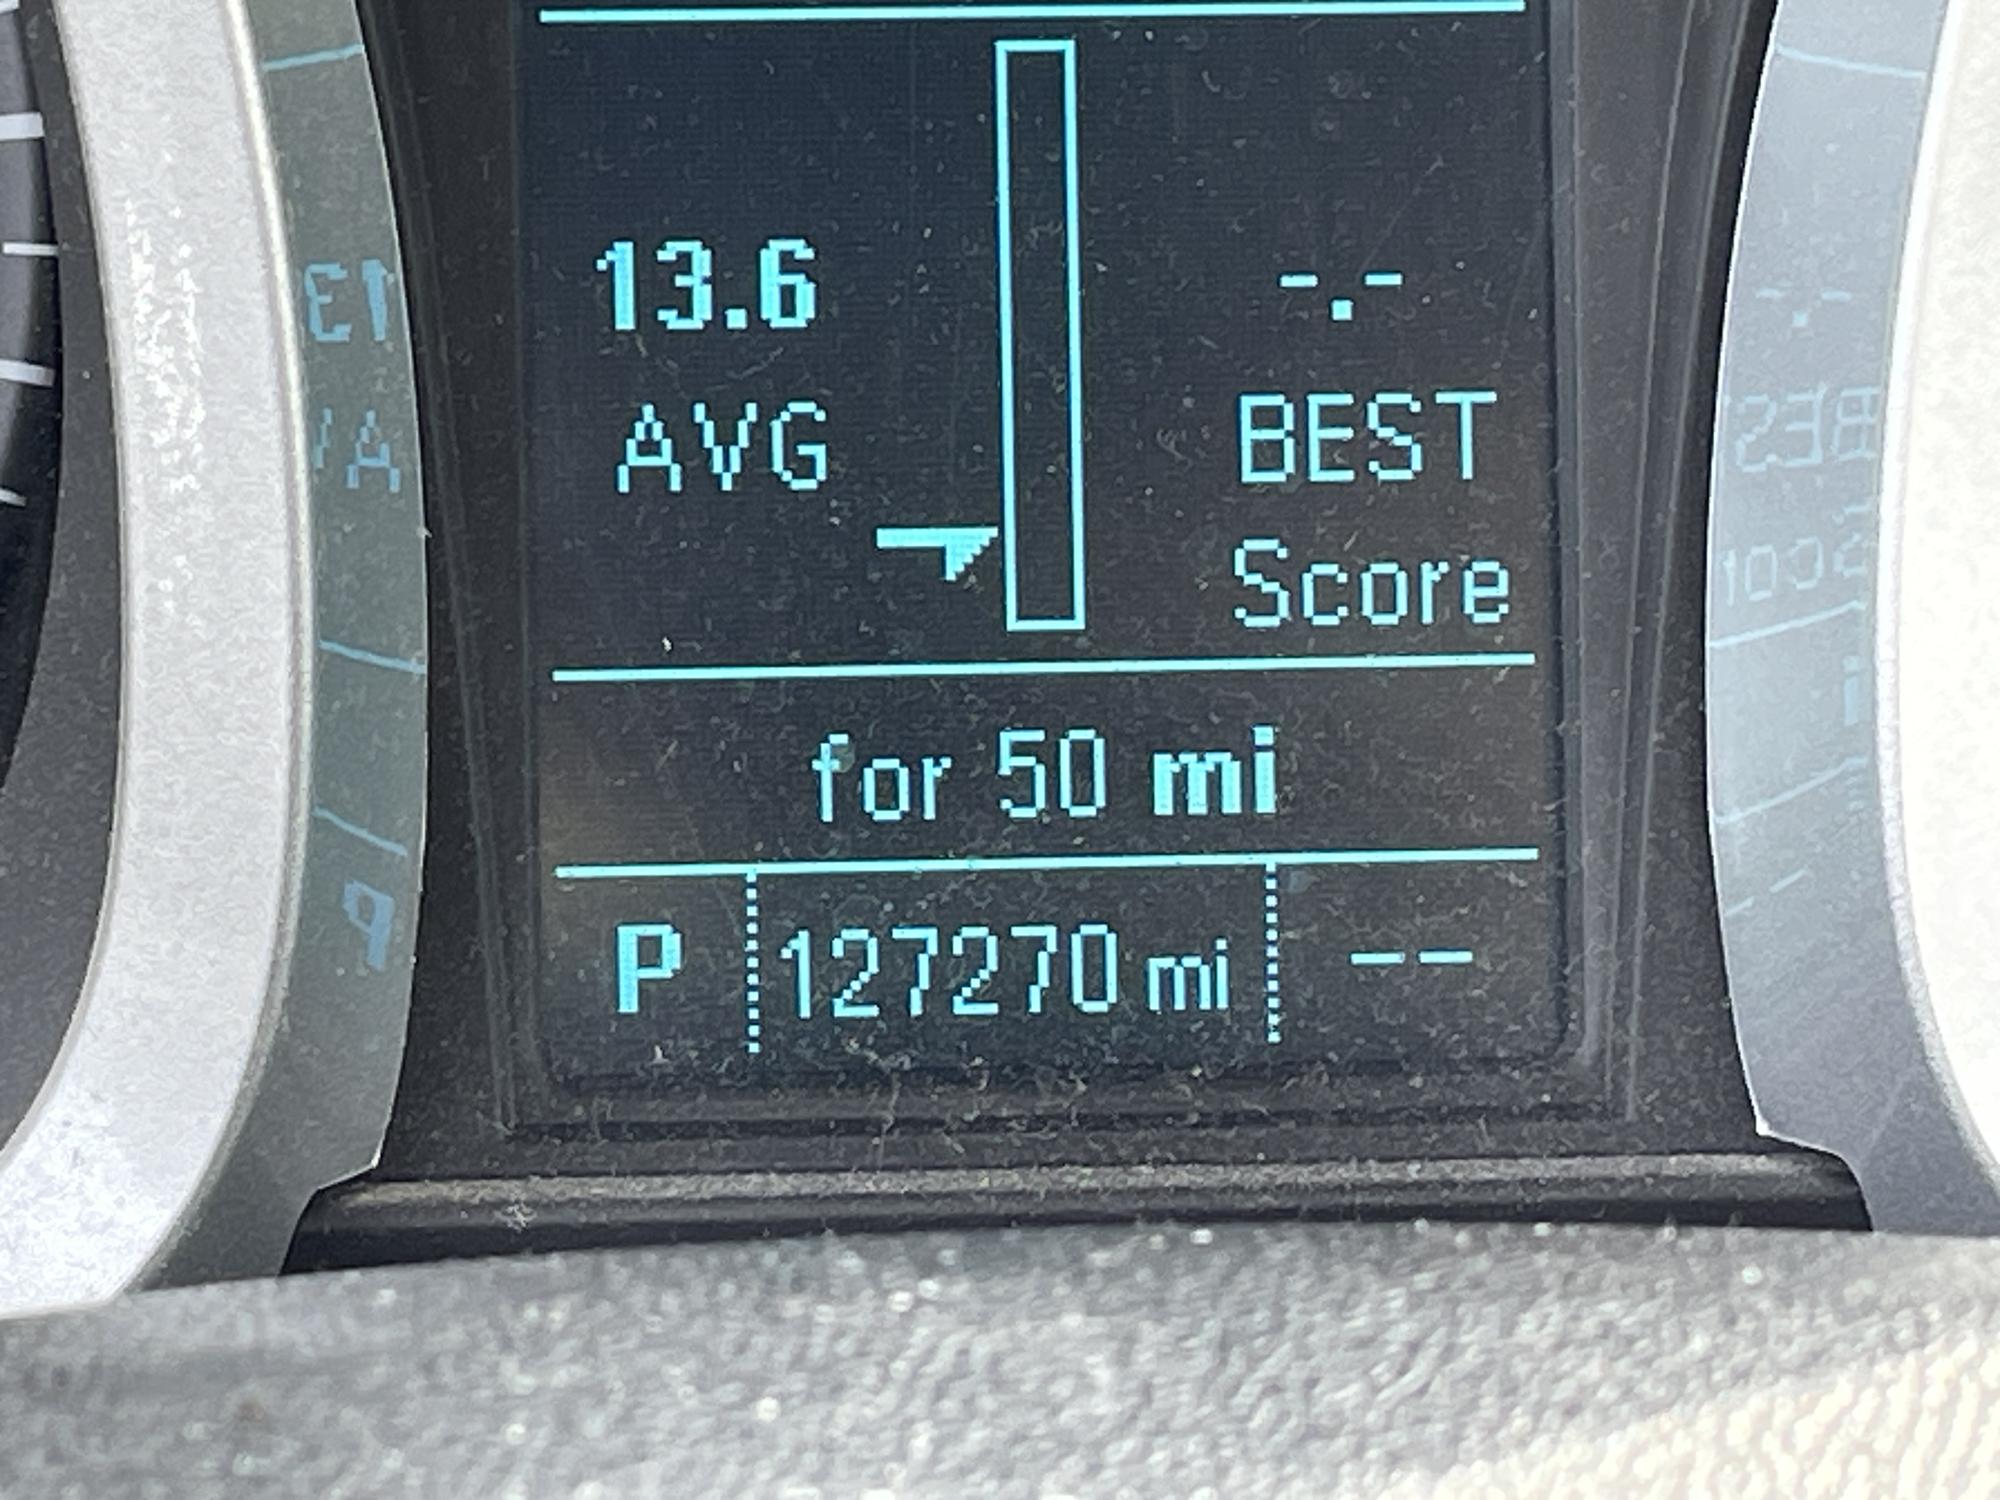 13.6 -.-
AVG BEST
Score
for 50 mi
P 127270 mi --